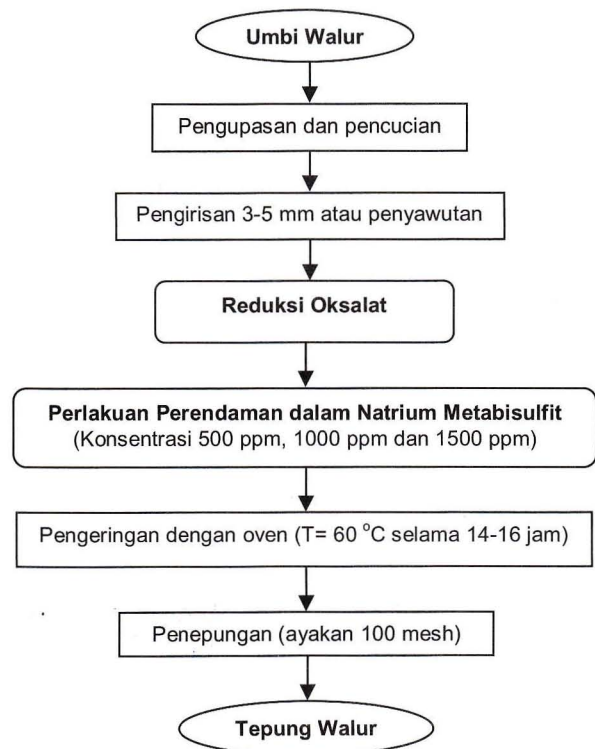 Umbi Walur
Pengupasan dan pencucian
Pengirisan 3-5 mm atau penyawutan
Reduksi Oksalat
Perlakuan Perendaman dalam Natrium Metabisulfit
(Konsentrasi 500 ppm, 1000 ppm dan 1500 ppm)
Pengeringan dengan oven (T= 60 °C selama 14-16 jam)
Penepungan (ayakan 100 mesh)
Tepung Walur